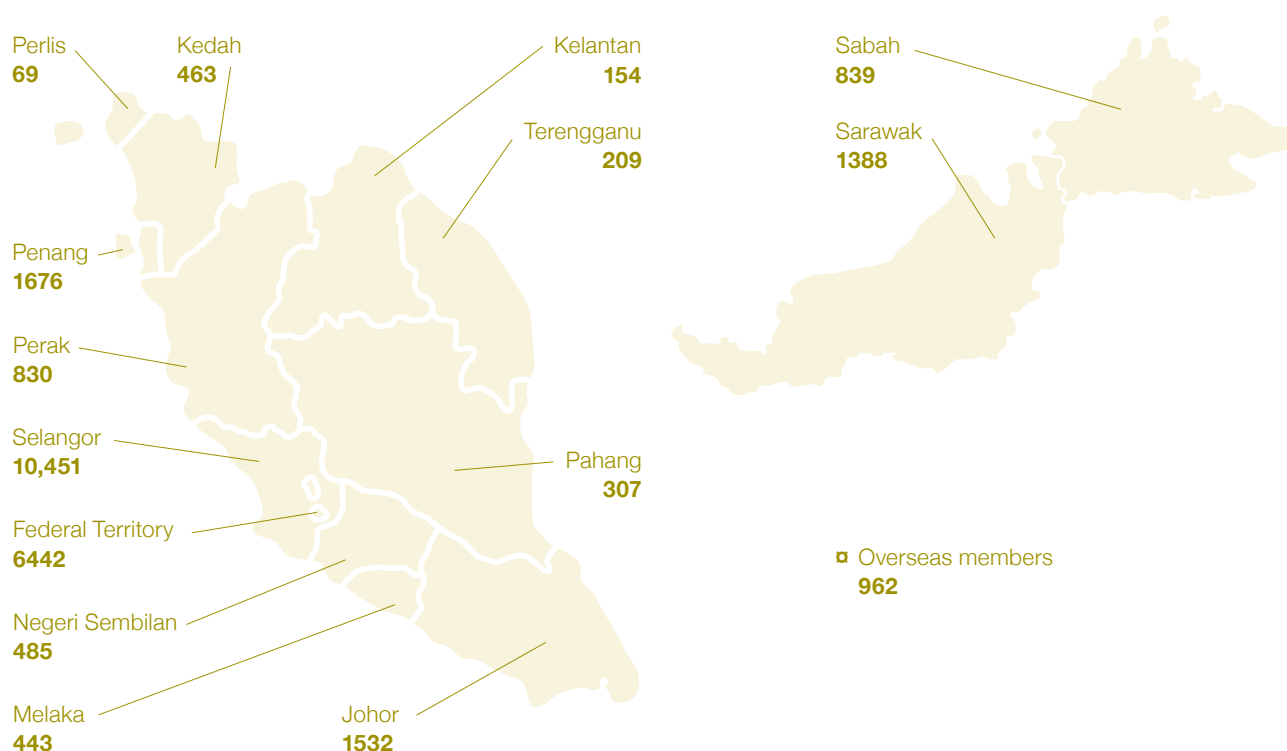 Perlis
69
Kedah
463
Kelantan
154
Terengganu
209
Sabah
839
Sarawak
1388
Penang
1676
Perak
830
Selangor
10,451
Pahang
307
Federal Territory
6442
¤ Overseas members
962
Negeri Sembilan
485
Melaka
443
Johor
1532